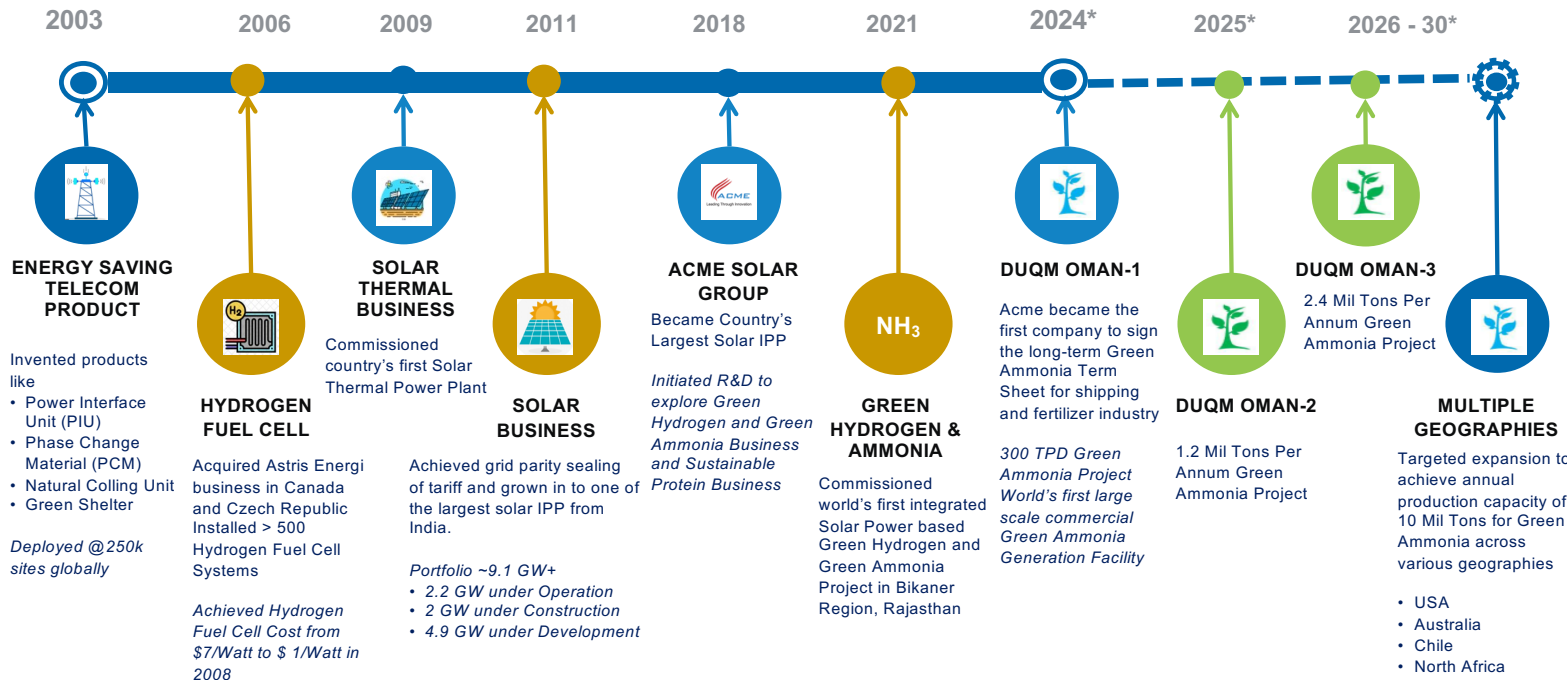 2003
2006
2009
2011
2018
2021
2024*
2025*
2026 - 30*
ENERGY SAVING
TELECOM
PRODUCT
Invented products
like
• Power Interface
Unit (PIU)
• Phase Change
Material (PCM)
• Natural Colling Unit
• Green Shelter
Deployed @250k
sites globally
H2
HYDROGEN
FUEL CELL
Acquired Astris Energi
business in Canada
and Czech Republic
Installed > 500
Hydrogen Fuel Cell
Systems
Achieved Hydrogen
Fuel Cell Cost from
$7/Watt to $ 1/Watt in
2008
SOLAR
THERMAL
BUSINESS
Commissioned
country's first Solar
Thermal Power Plant
SOLAR
BUSINESS
Achieved grid parity sealing
of tariff and grown in to one of
the largest solar IPP from
India.
Portfolio ~9.1 GW+
• 2.2 GW under Operation
• 2 GW under Construction
• 4.9 GW under Development
ACME
Leading Through Innovation
ACME SOLAR
GROUP
Became Country's
Largest Solar IPP
Initiated R&D to
explore Green
Hydrogen and Green
Ammonia Business
and Sustainable
Protein Business
NH3
GREEN
HYDROGEN &
AMMONIA
Commissioned
world's first integrated
Solar Power based
Green Hydrogen and
Green Ammonia
Project in Bikaner
Region, Rajasthan
DUQM OMAN-1
Acme became the
first company to sign
the long-term Green
Ammonia Term
Sheet for shipping
and fertilizer industry
300 TPD Green
Ammonia Project
World's first large
scale commercial
Green Ammonia
Generation Facility
DUQM OMAN-2
1.2 Mil Tons Per
Annum Green
Ammonia Project
DUQM OMAN-3
2.4 Mil Tons Per
Annum Green
Ammonia Project
MULTIPLE
GEOGRAPHIES
Targeted expansion to
achieve annual
production capacity of
10 Mil Tons for Green
Ammonia across
various geographies
• USA
• Australia
• Chile
• North Africa